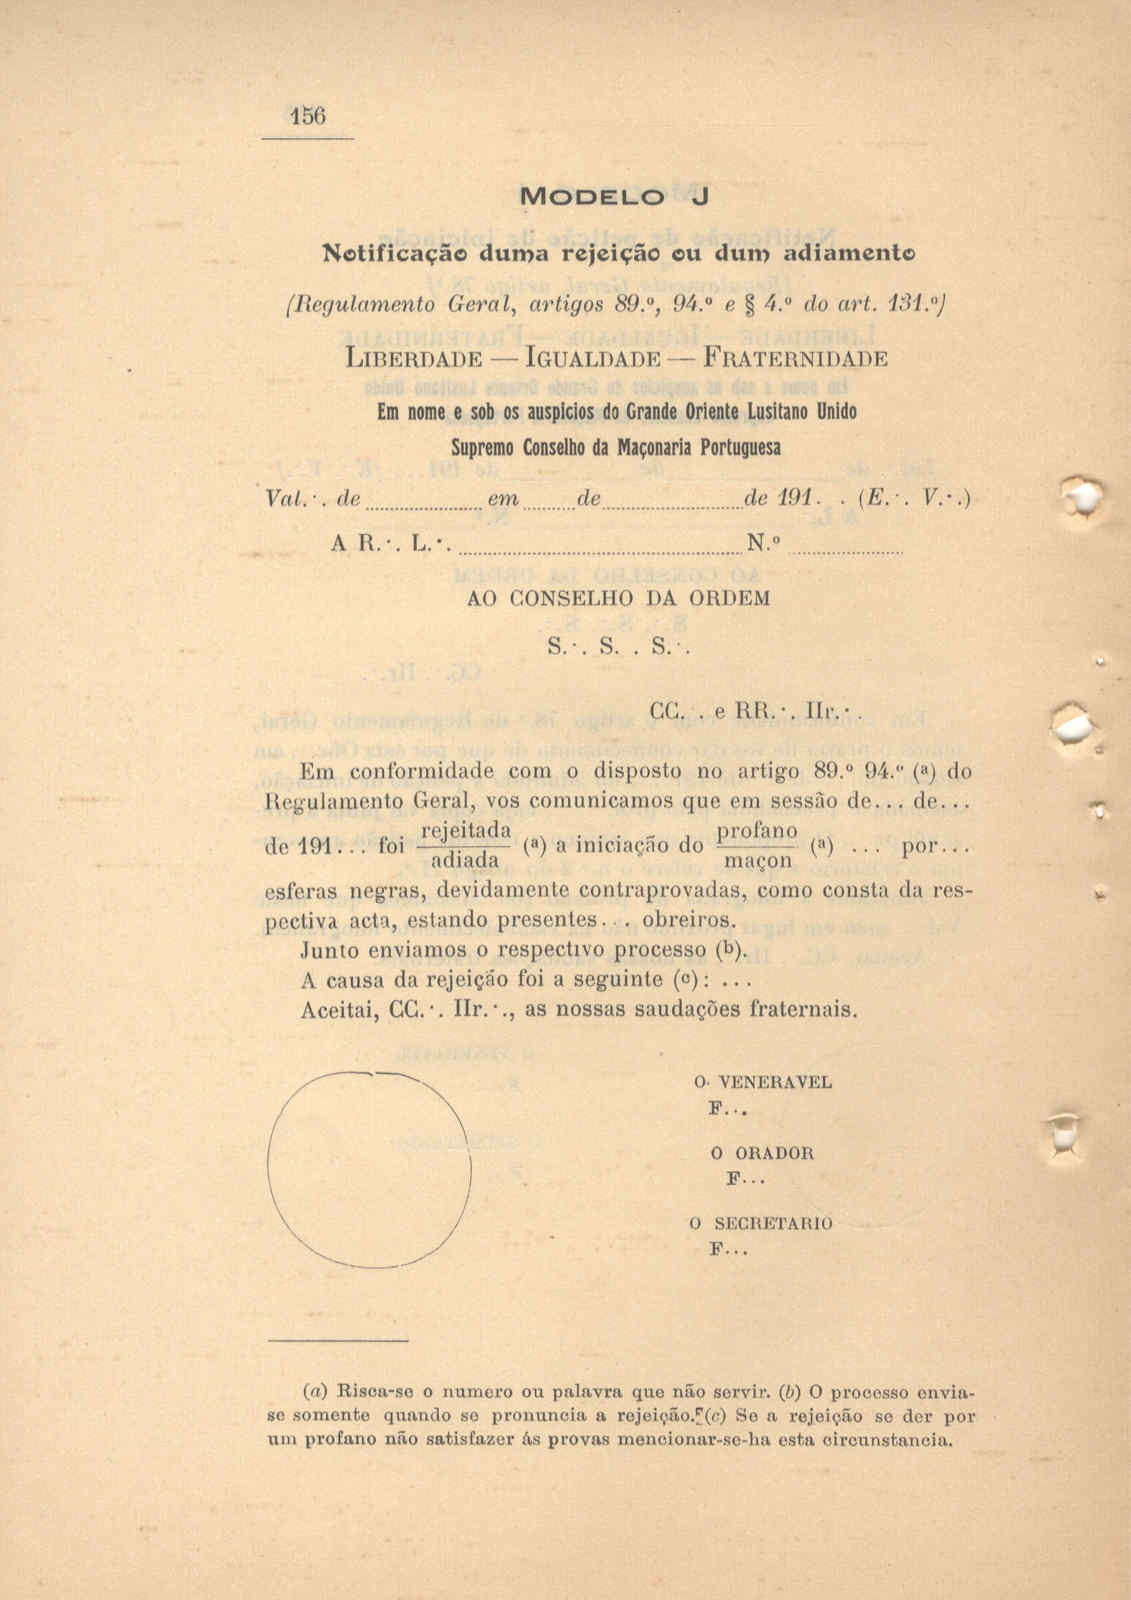 156
MODELO J
Notificação duma rejeição ou dum adiamento
(Regulamento Geral, artigos 89.º, 94.º e § 4.º do art. 131.º)
LIBERDADE — IGUALDADE — FRATERNIDADE
Em nome e sob os auspicios do Grande Oriente Lusitano Unido
Supremo Conselho da Maçonaria Portuguesa
Val.·. de .................... em ......... de ........................ de 191. . (E.·. V.·.)
A R.·. L.·. ................................................ N.º ....................
AO CONSELHO DA ORDEM
S.·. S. . S.·.
CC. . e RR.·. IIr.·.
Em conformidade com o disposto no artigo 89.º 94.º (a) do
Regulamento Geral, vos comunicamos que em sessão de... de...
de 191... foi rejeitada/adiada (a) a iniciação do profano/maçon (a) ... por...
esferas negras, devidamente contraprovadas, como consta da res-
pectiva acta, estando presentes... obreiros.
Junto enviamos o respectivo processo (b).
A causa da rejeição foi a seguinte (c): ...
Aceitai, CC.·. IIr.·., as nossas saudações fraternais.
O VENERAVEL
F...
O ORADOR
F...
O SECRETARIO
F...
(a) Risca-se o numero ou palavra que não servir. (b) O processo envia-
se somente quando se pronuncia a rejeição. (c) Se a rejeição se der por
um profano não satisfazer ás provas mencionar-se-ha esta circunstancia.